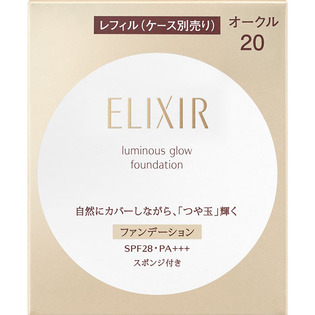 レフィル（ケース別売り）
オークル
20
ELIXIR
luminous glow
foundation
自然にカバーしながら、「つや玉」輝く
ファンデーション
SPF28・PA+++
スポンジ付き